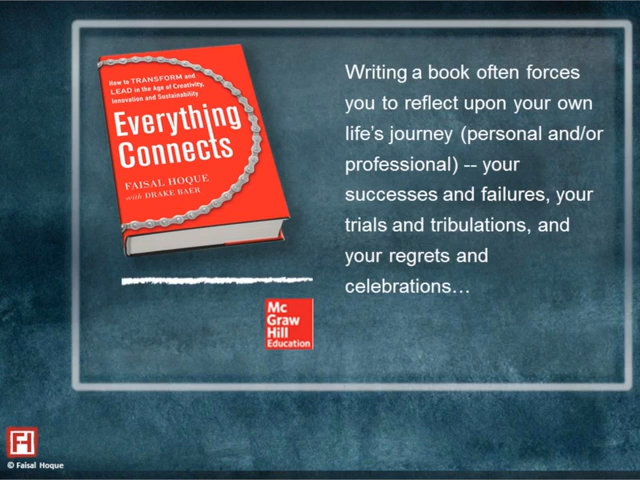 How to TRANSFORM and
LEAD in the Age of Creativity,
Innovation and Sustainability
Everything
Connects
FAISAL HOQUE
with DRAKE BAER
Mc
Graw
Hill
Education
Writing a book often forces
you to reflect upon your own
life's journey (personal and/or
professional) -- your
successes and failures, your
trials and tribulations, and
your regrets and
celebrations…
FH
© Faisal Hoque